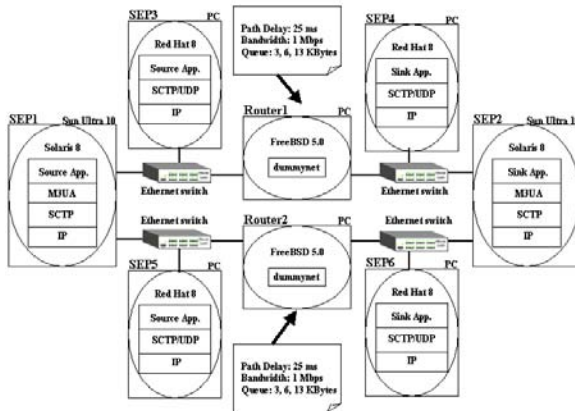 SEP3
PC
Red Hat 8
Source App.
SCTP/UDP
IP
Path Delay: 25 ms
Bandwidth: 1 Mbps
Queue: 3, 6, 13 KBytes
SEP4
PC
Red Hat 8
Sink App.
SCTP/UDP
IP
SEP1
Sun Ultra 10
Solaris 8
Source App.
M3UA
SCTP
IP
Router1
PC
FreeBSD 5.0
dummynet
SEP2
Sun Ultra 1
Solaris 8
Sink App.
M3UA
SCTP
IP
Ethernet switch
Ethernet switch
Ethernet switch
Ethernet switch
Router2
PC
FreeBSD 5.0
dummynet
SEP5
PC
Red Hat 8
Source App.
SCTP/UDP
IP
SEP6
PC
Red Hat 8
Sink App.
SCTP/UDP
IP
Path Delay: 25 ms
Bandwidth: 1 Mbps
Queue: 3, 6, 13 KBytes